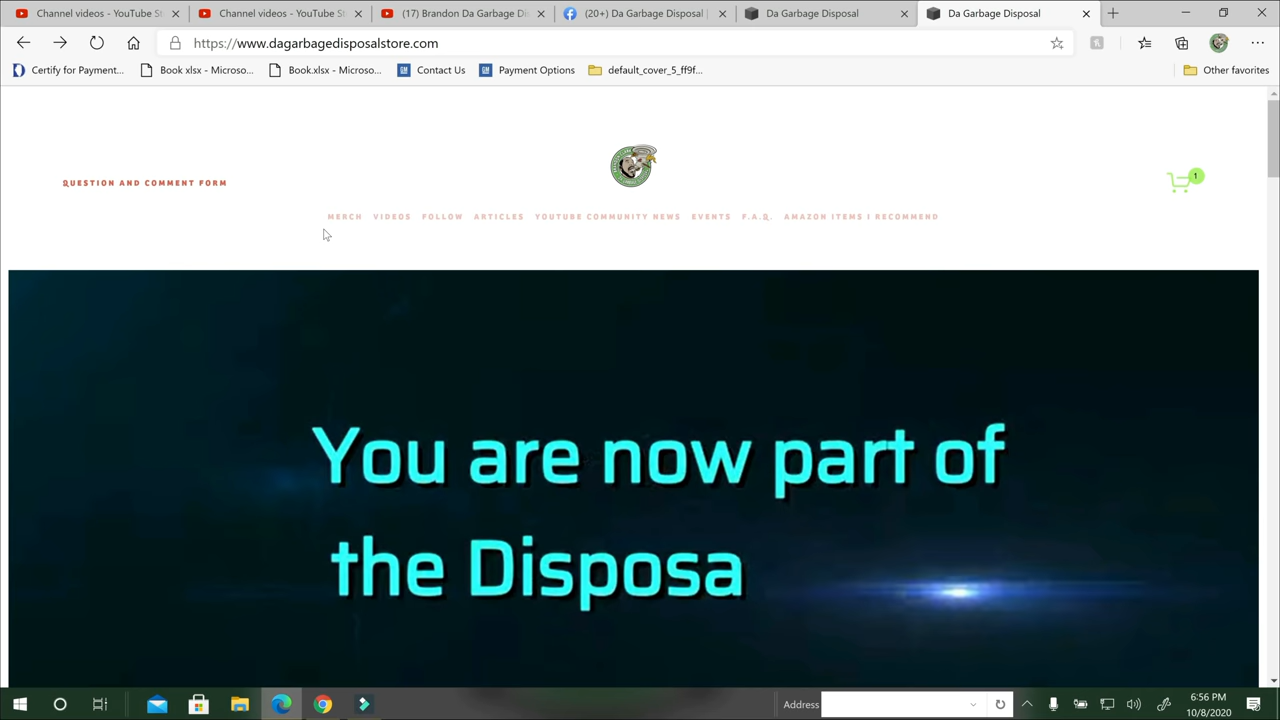 Channel videos - YouTube St
Channel videos - YouTube St
(17) Brandon Da Garbage Di
(20+) Da Garbage Disposal |
Da Garbage Disposal
Da Garbage Disposal
https://www.dagarbagedisposalstore.com
Certify for Payment...
Book xlsx - Microso...
Book.xlsx - Microso...
Contact Us
Payment Options
default_cover_5_ff9f...
Other favorites
QUESTION AND COMMENT FORM
1
MERCH VIDEOS FOLLOW ARTICLES YOUTUBE COMMUNITY NEWS EVENTS F.A.Q. AMAZON ITEMS I RECOMMEND
You are now part of
the Disposa
Address
6:56 PM
10/8/2020